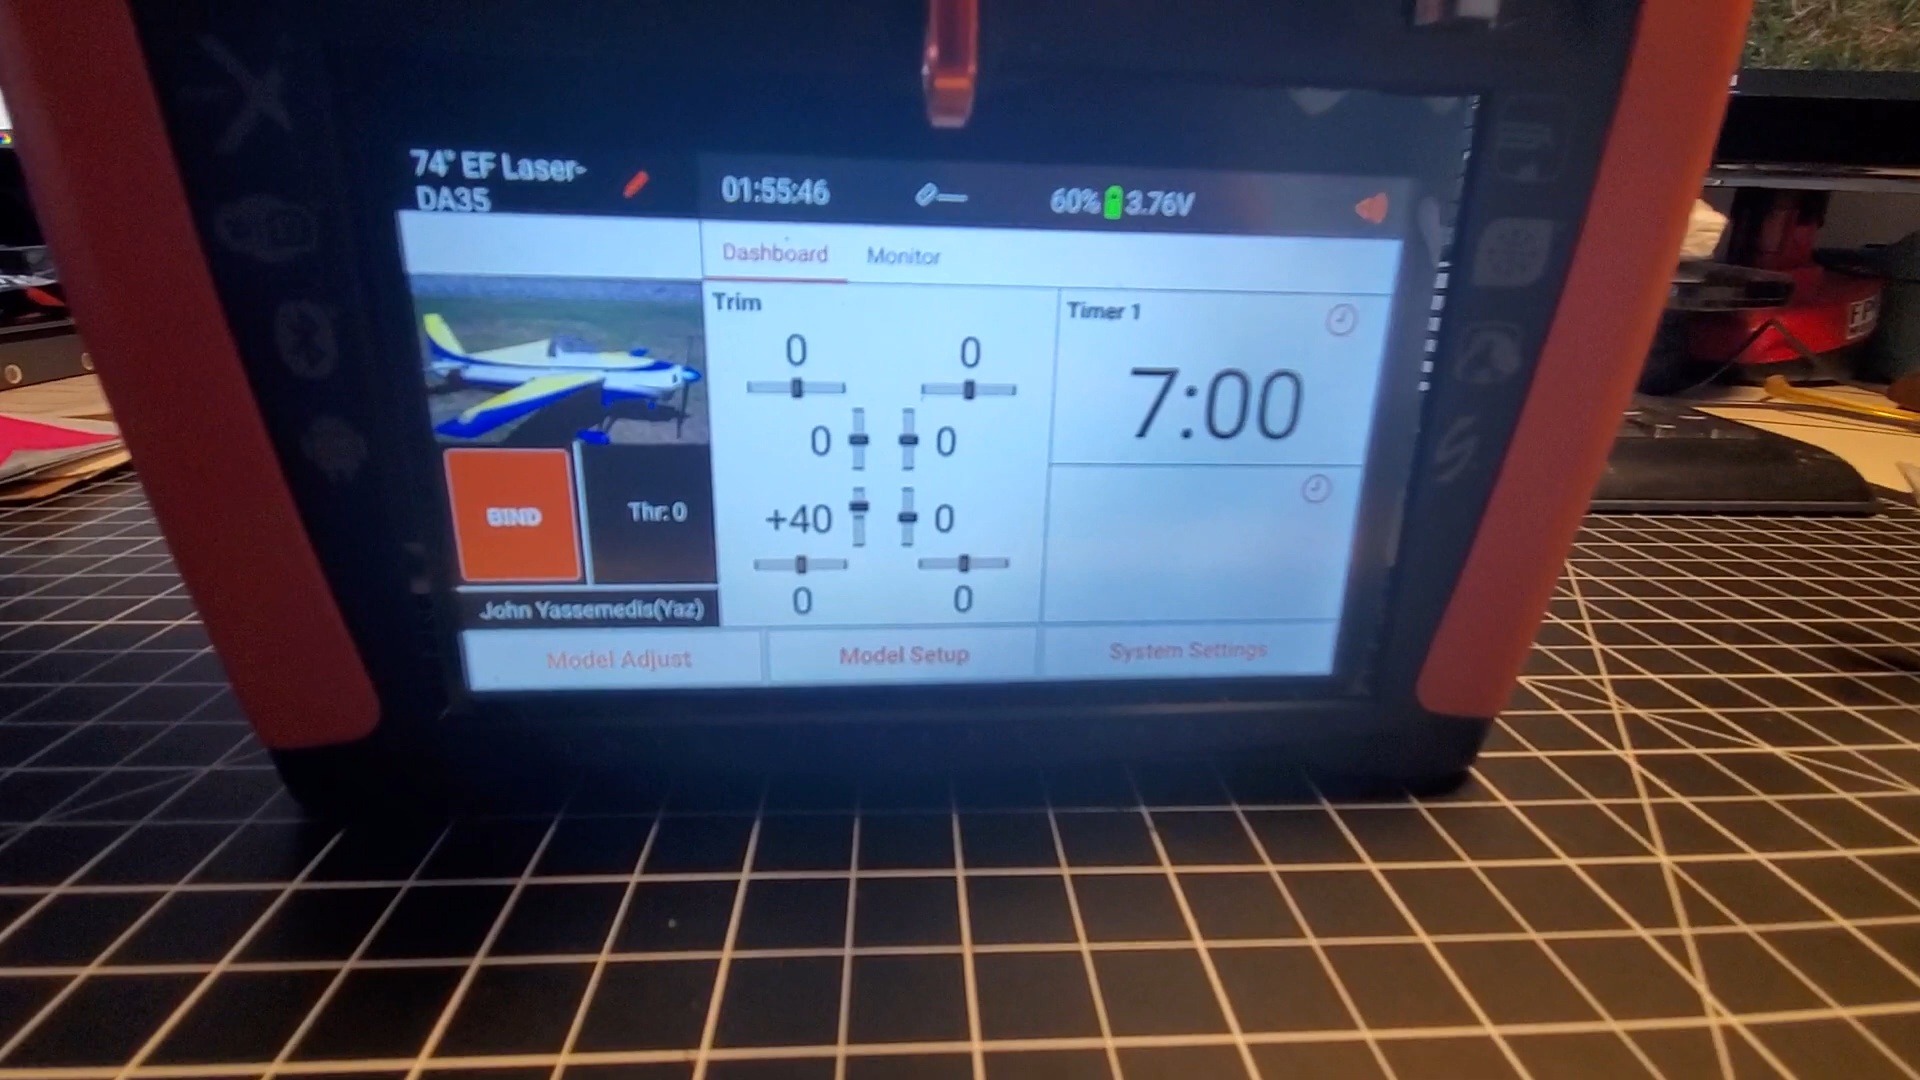 74" EF Laser-
DA35
01:55:46
60% 3.76V
Dashboard Monitor
Trim
Timer 1
0 0
7:00
0 0
+40 0
0 0
BIND
Thr: 0
John Yassemedis(Yaz)
Model Adjust
Model Setup
System Settings